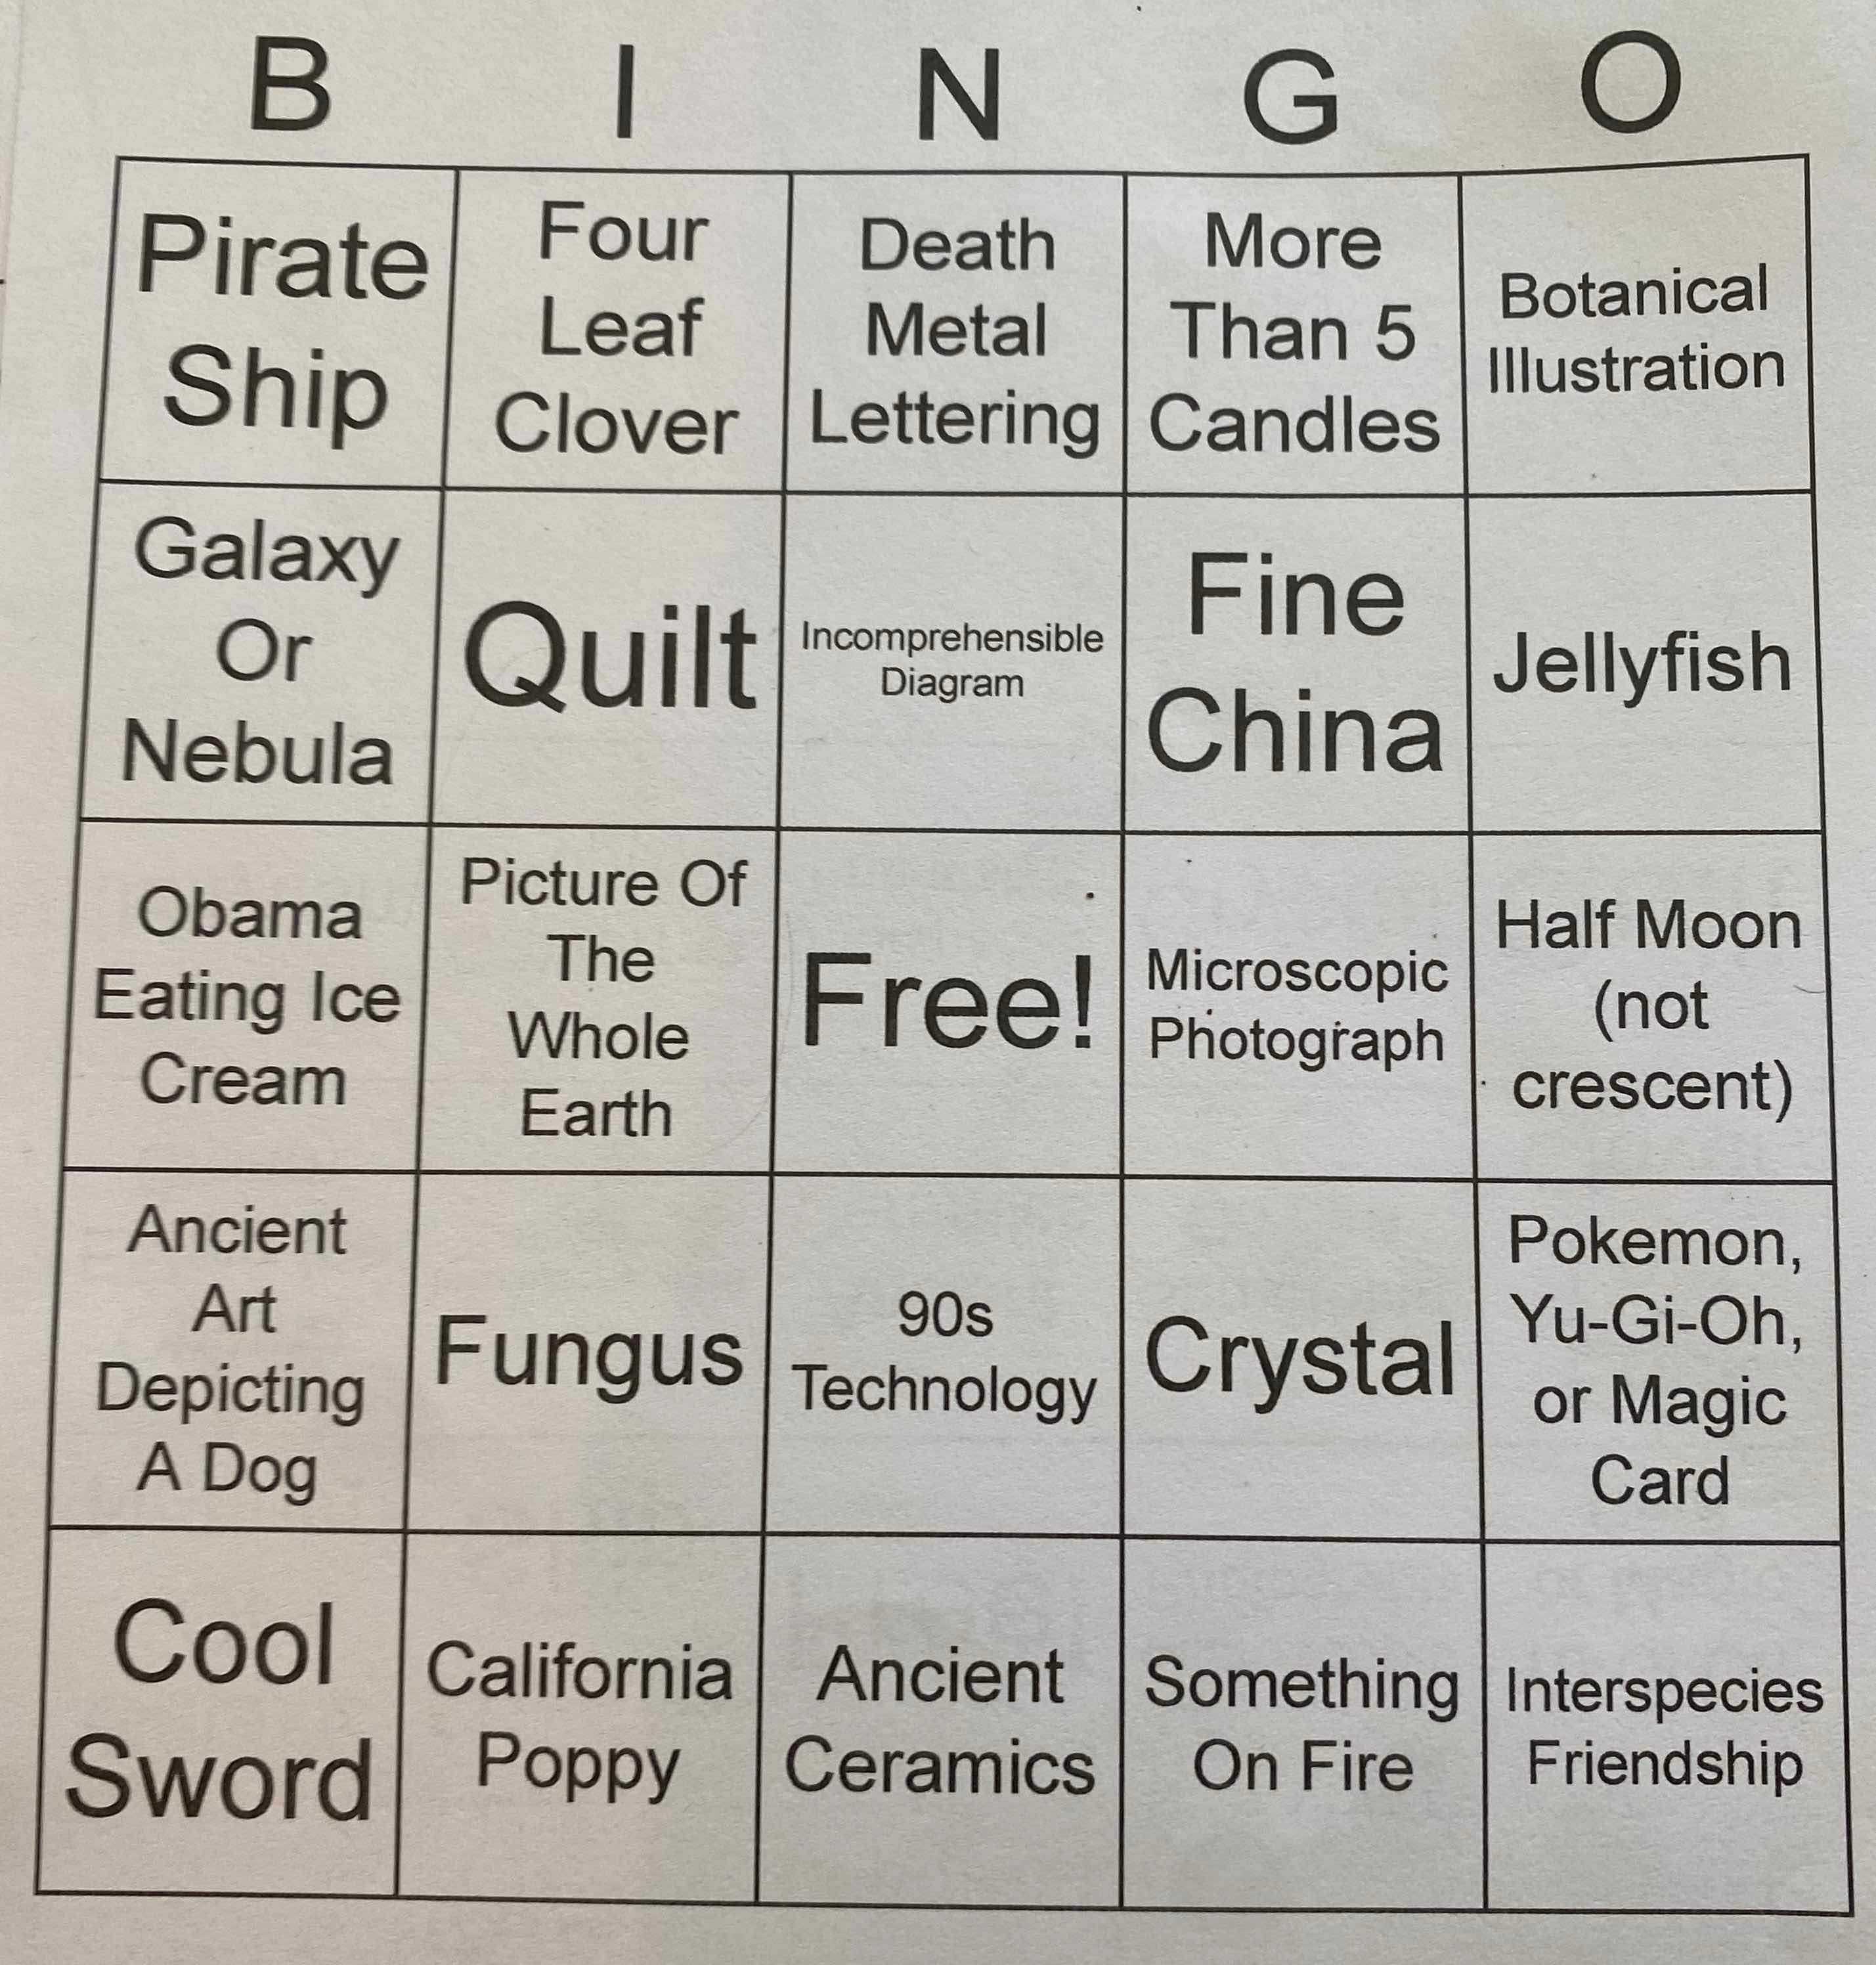 B I N G O
Pirate
Ship
Four
Leaf
Clover
Death
Metal
Lettering
More
Than 5
Candles
Botanical
Illustration
Galaxy
Or
Nebula
Quilt
Incomprehensible
Diagram
Fine
China
Jellyfish
Obama
Eating Ice
Cream
Picture Of
The
Whole
Earth
Free!
Microscopic
Photograph
Half Moon
(not
crescent)
Ancient
Art
Depicting
A Dog
Fungus
90s
Technology
Crystal
Pokemon,
Yu-Gi-Oh,
or Magic
Card
Cool
Sword
California
Poppy
Ancient
Ceramics
Something
On Fire
Interspecies
Friendship